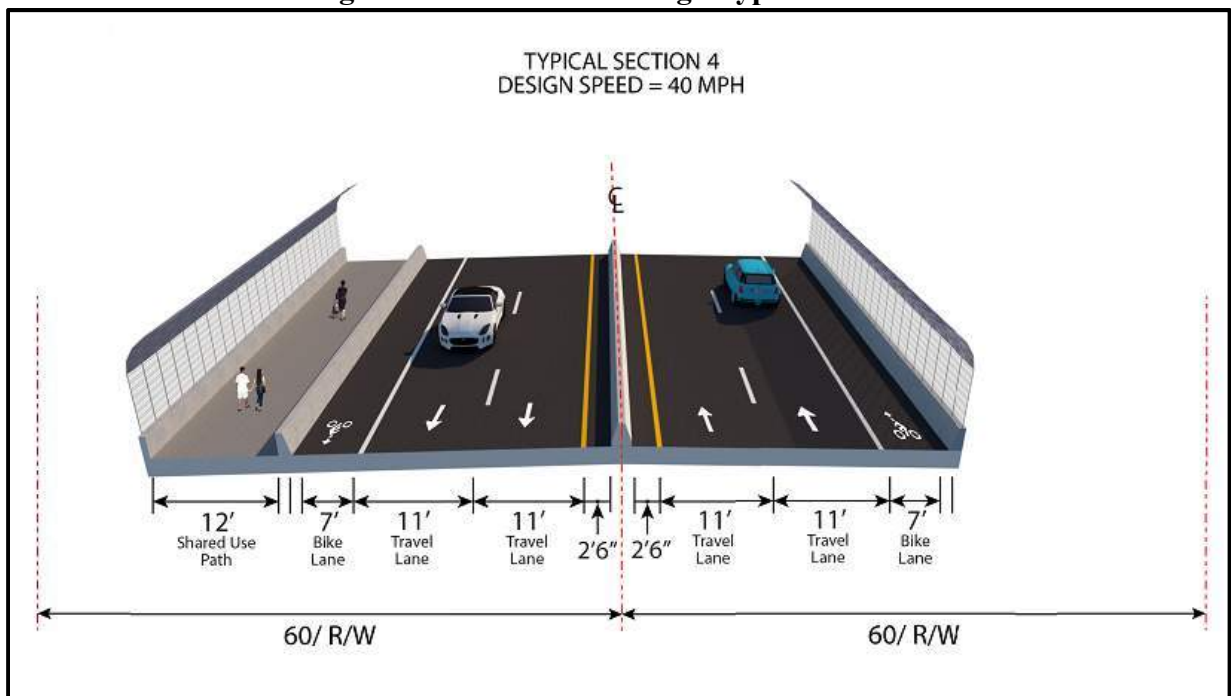 TYPICAL SECTION 4
DESIGN SPEED = 40 MPH
℄
12' 7' 11' 11' 2'6" 2'6" 11' 11' 7'
Shared Use Path
Bike Lane
Travel Lane
Travel Lane
Travel Lane
Travel Lane
Bike Lane
60/ R/W 60/ R/W